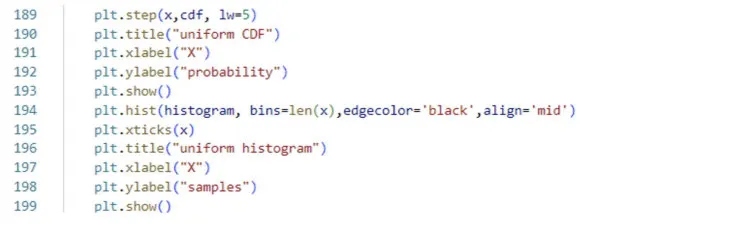 189 plt.step(x,cdf, lw=5)
190 plt.title("uniform CDF")
191 plt.xlabel("X")
192 plt.ylabel("probability")
193 plt.show()
194 plt.hist(histogram, bins=len(x),edgecolor='black',align='mid')
195 plt.xticks(x)
196 plt.title("uniform histogram")
197 plt.xlabel("X")
198 plt.ylabel("samples")
199 plt.show()